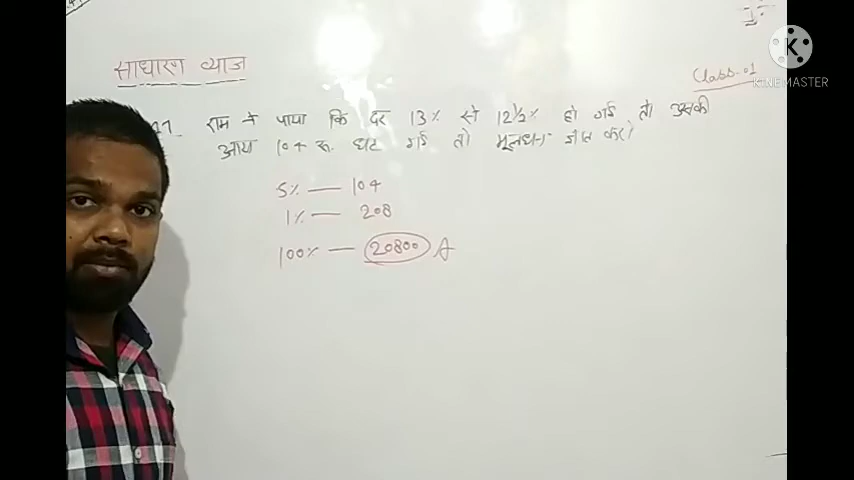 साधारण व्याज
Class-01
KINEMASTER
राम ने पाया कि दर 13% से 12½% हो गई तो उसकी
आय 104 रू. घट गई तो मूलधन ज्ञात करें?
5% — 104
1% — 208
100% — 20800 A